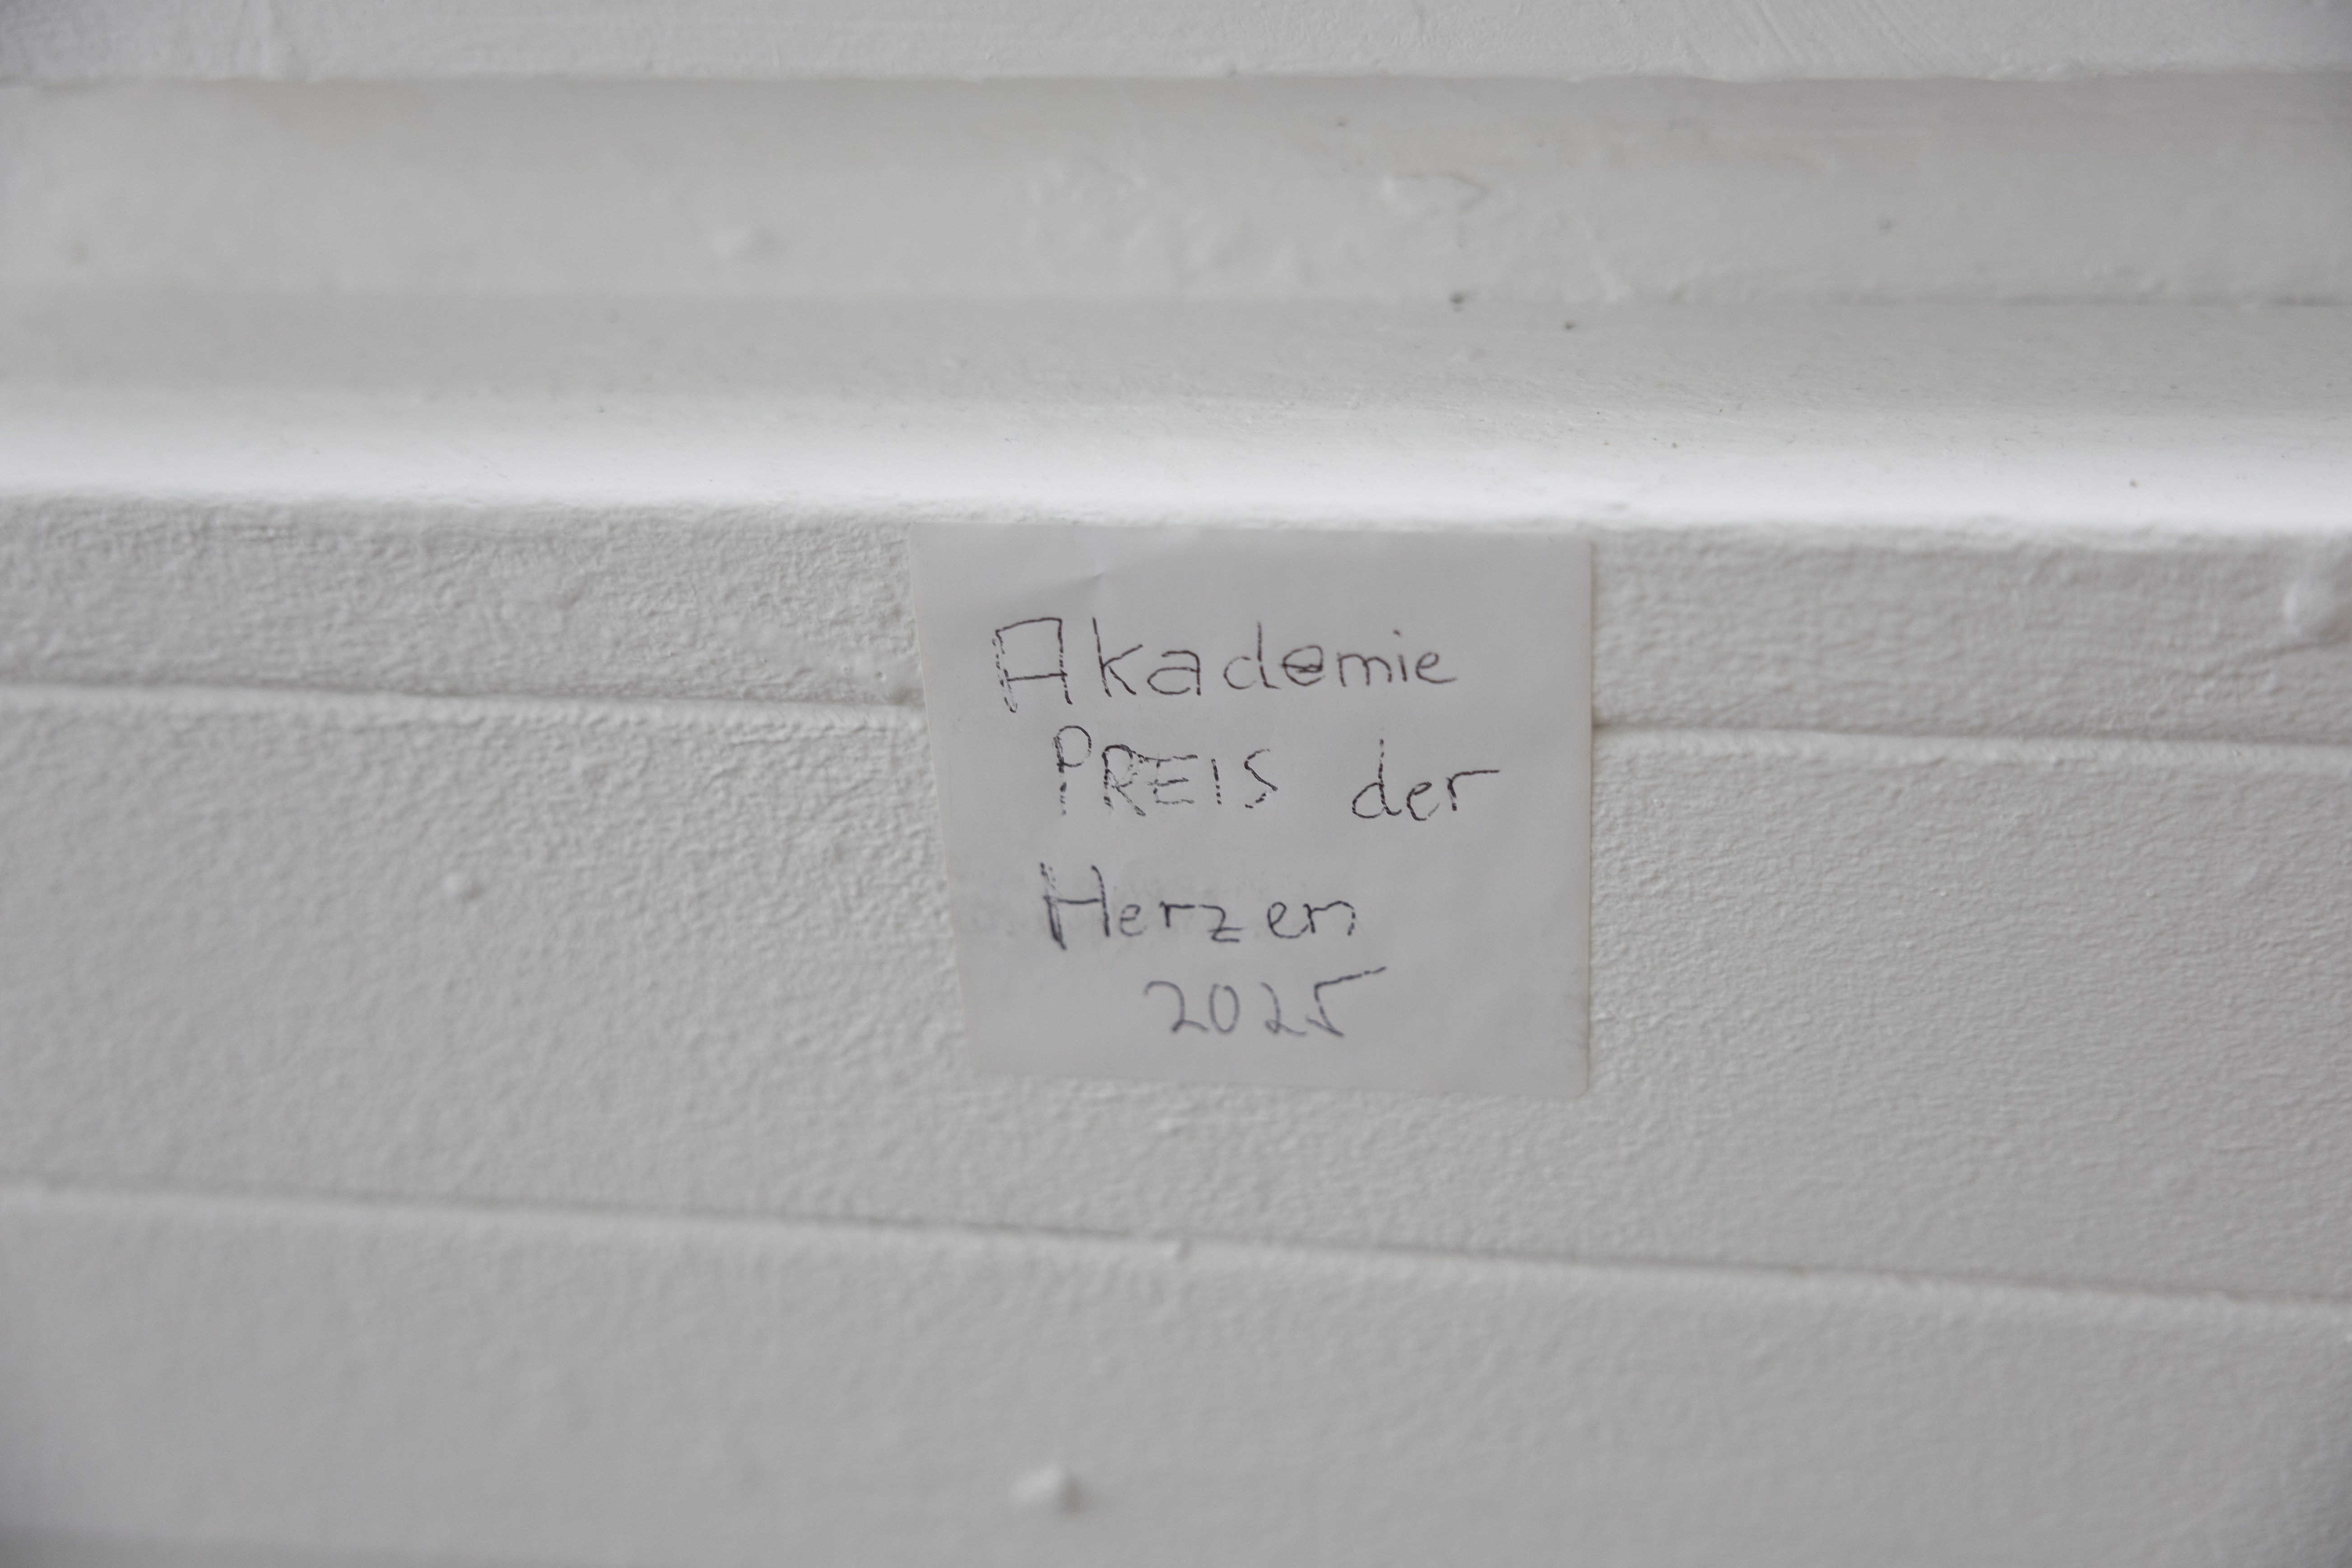 Akademie
PREIS der
Herzen
2025